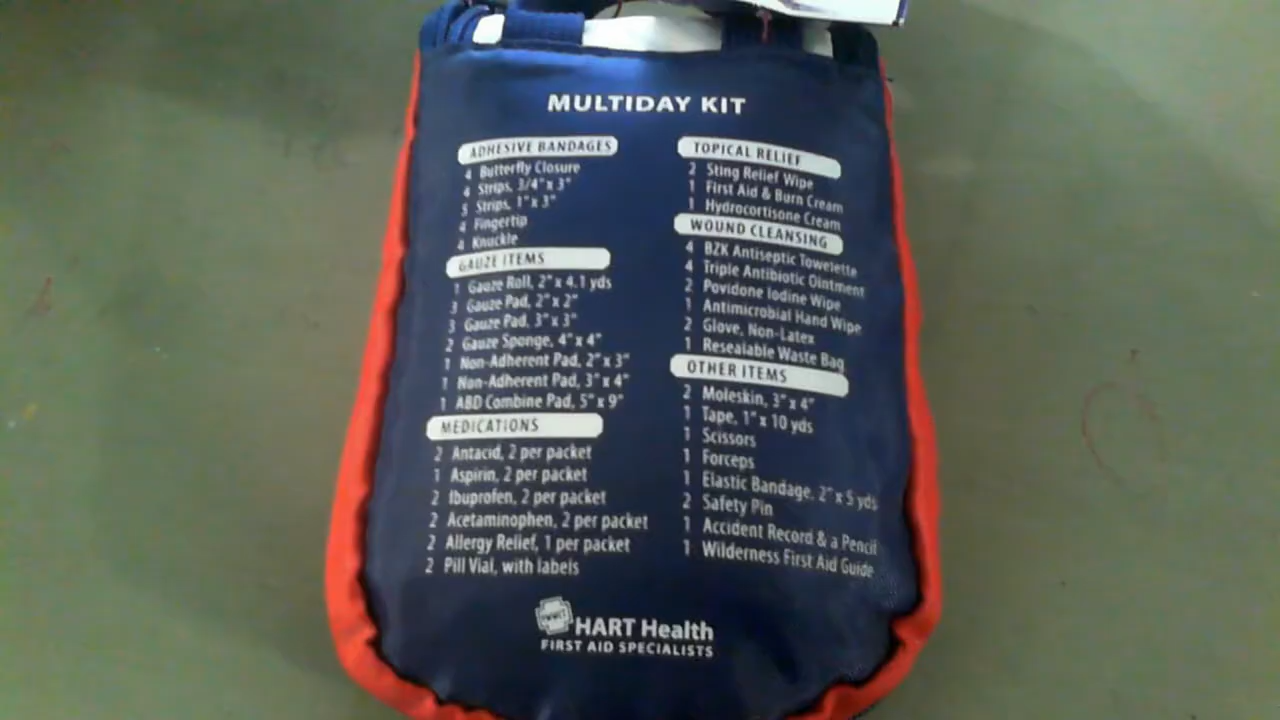 MULTIDAY KIT
ADHESIVE BANDAGES
4 Butterfly Closure
4 Strips, 3/4" x 3"
5 Strips, 1" x 3"
4 Fingertip
4 Knuckle
GAUZE ITEMS
1 Gauze Roll, 2" x 4.1 yds
3 Gauze Pad, 2" x 2"
3 Gauze Pad, 3" x 3"
2 Gauze Sponge, 4" x 4"
1 Non-Adherent Pad, 2" x 3"
1 Non-Adherent Pad, 3" x 4"
1 ABD Combine Pad, 5" x 9"
MEDICATIONS
2 Antacid, 2 per packet
1 Aspirin, 2 per packet
2 Ibuprofen, 2 per packet
2 Acetaminophen, 2 per packet
2 Allergy Relief, 1 per packet
2 Pill Vial, with labels
TOPICAL RELIEF
2 Sting Relief Wipe
1 First Aid & Burn Cream
1 Hydrocortisone Cream
WOUND CLEANSING
4 BZK Antiseptic Towelette
4 Triple Antibiotic Ointment
2 Povidone Iodine Wipe
1 Antimicrobial Hand Wipe
2 Glove, Non-Latex
1 Resealable Waste Bag
OTHER ITEMS
2 Moleskin, 3" x 4"
1 Tape, 1" x 10 yds
1 Scissors
1 Forceps
1 Elastic Bandage, 2" x 5 yds
2 Safety Pin
1 Accident Record & a Pencil
1 Wilderness First Aid Guide
HART
HART Health
FIRST AID SPECIALISTS